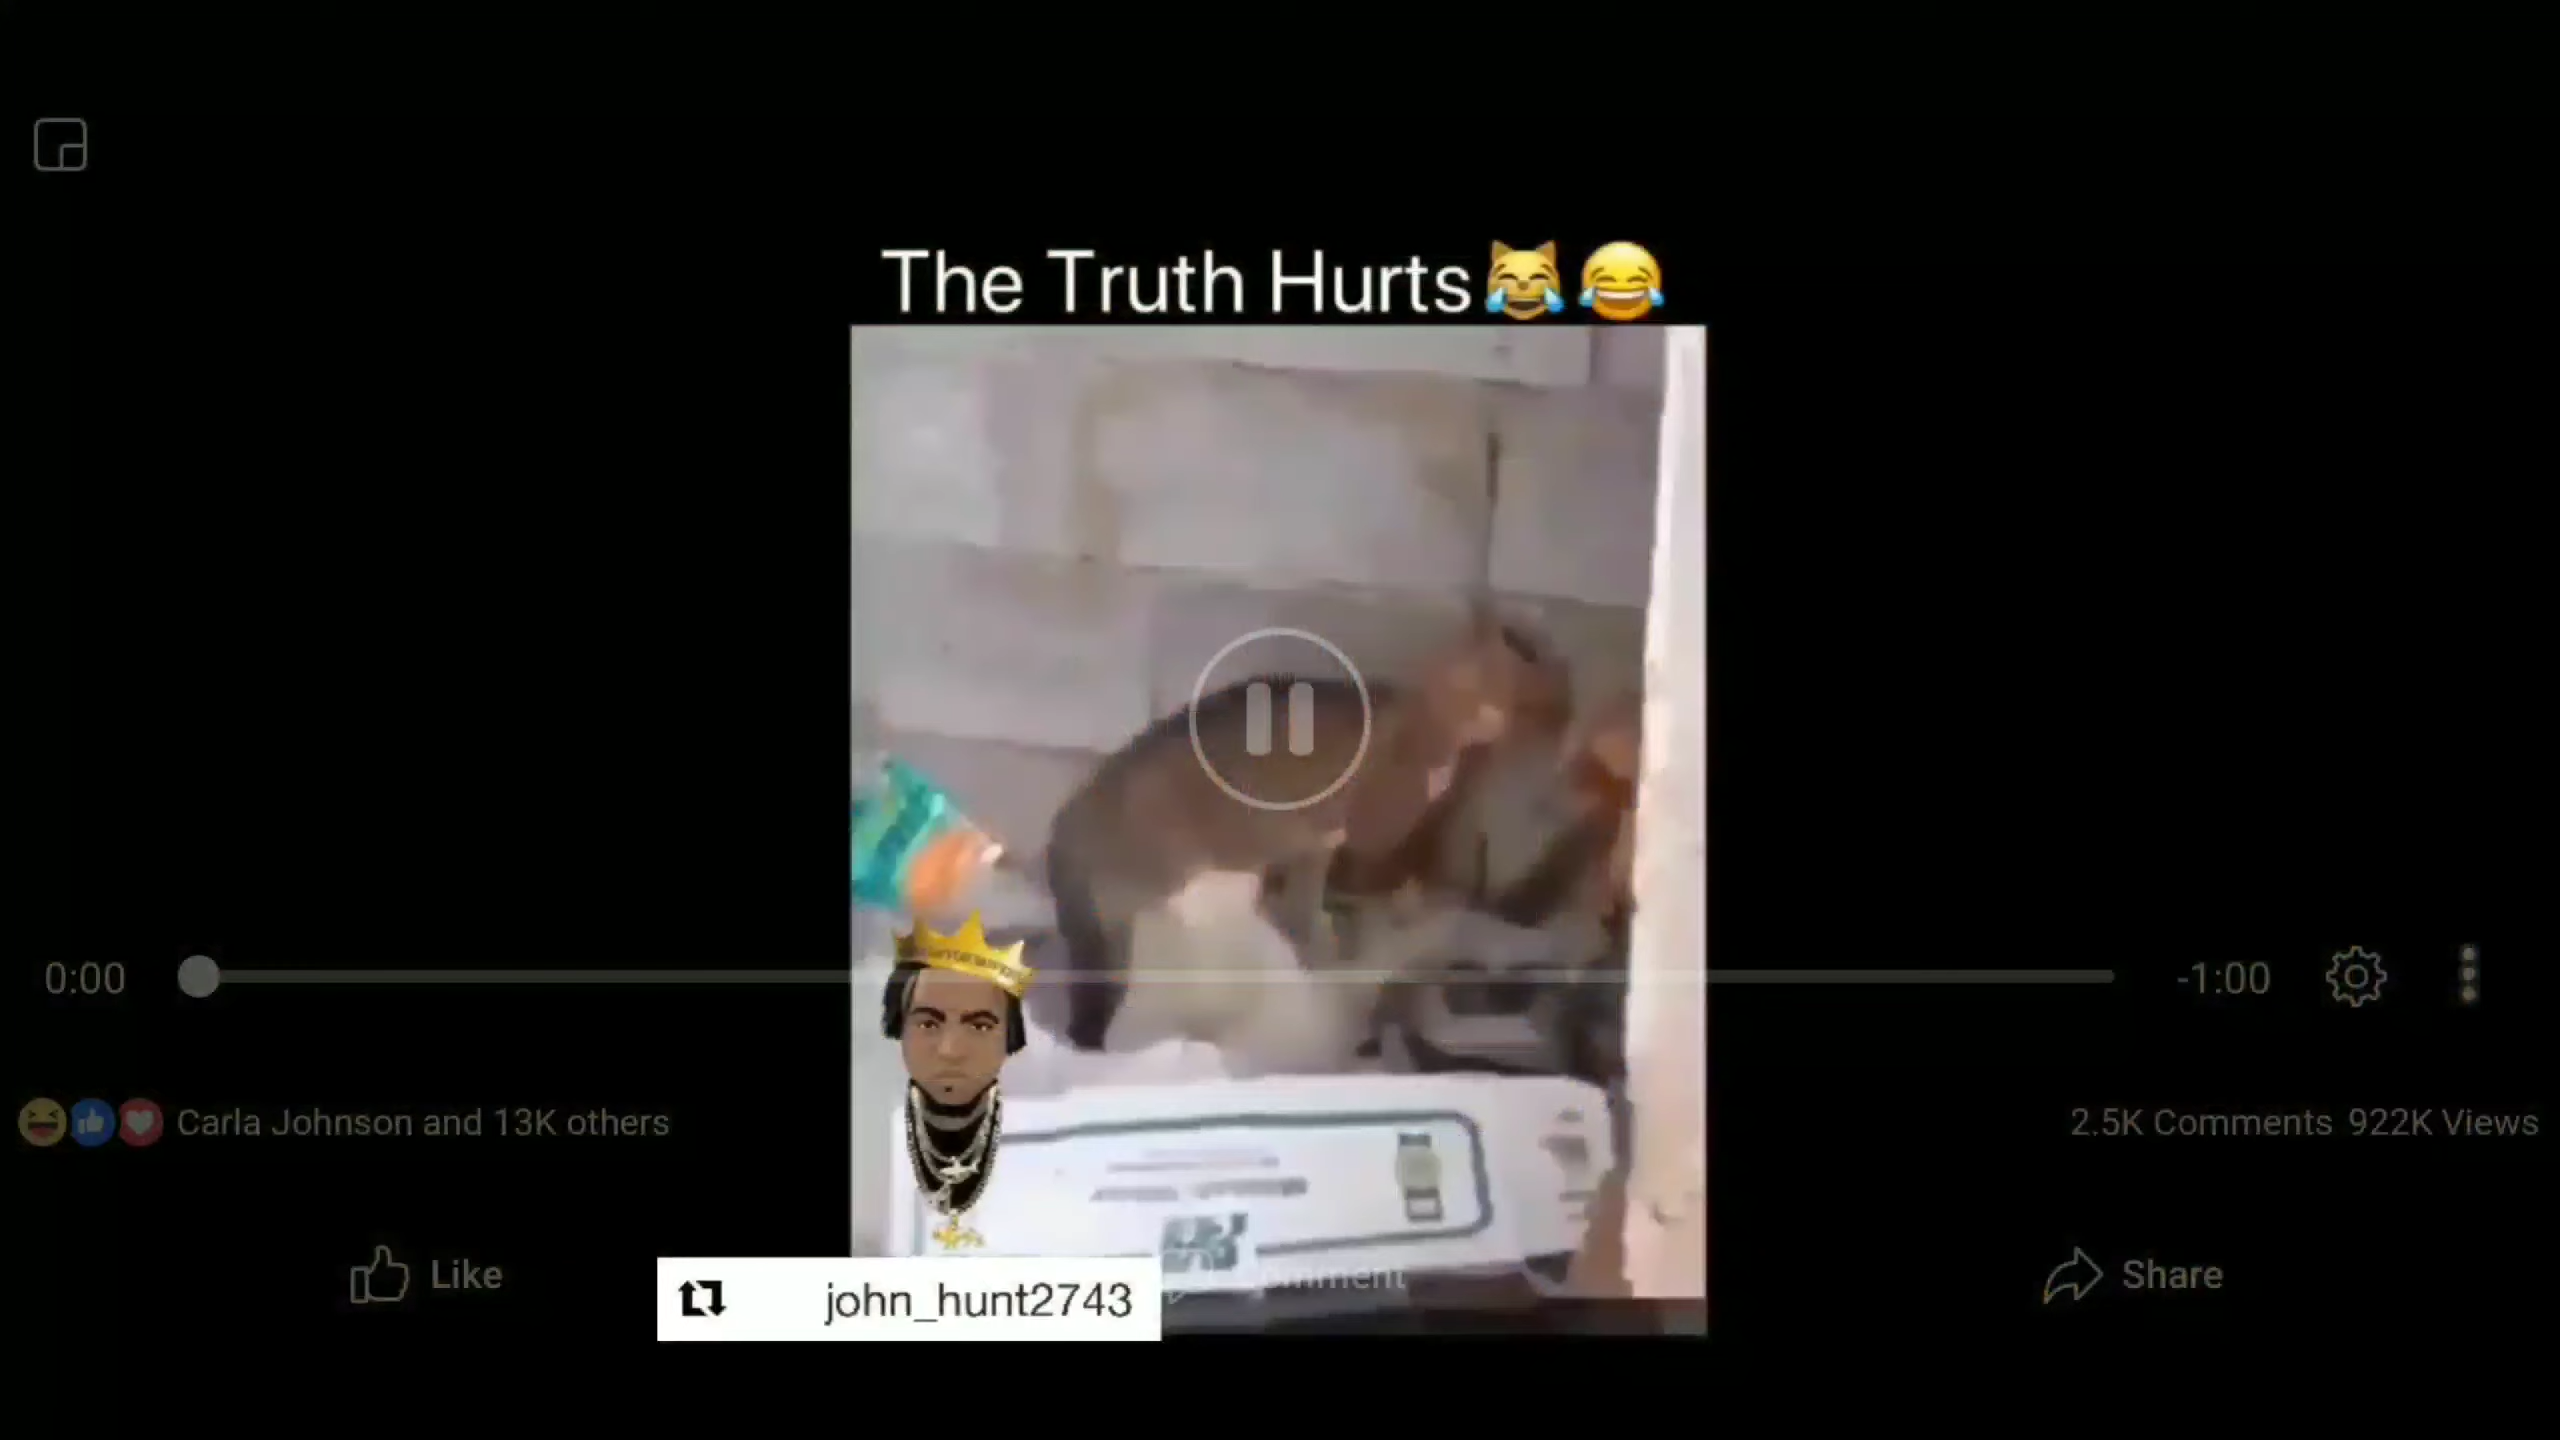 The Truth Hurts😹😂
0:00
-1:00
Carla Johnson and 13K others
2.5K Comments 922K Views
Like
Share
john_hunt2743